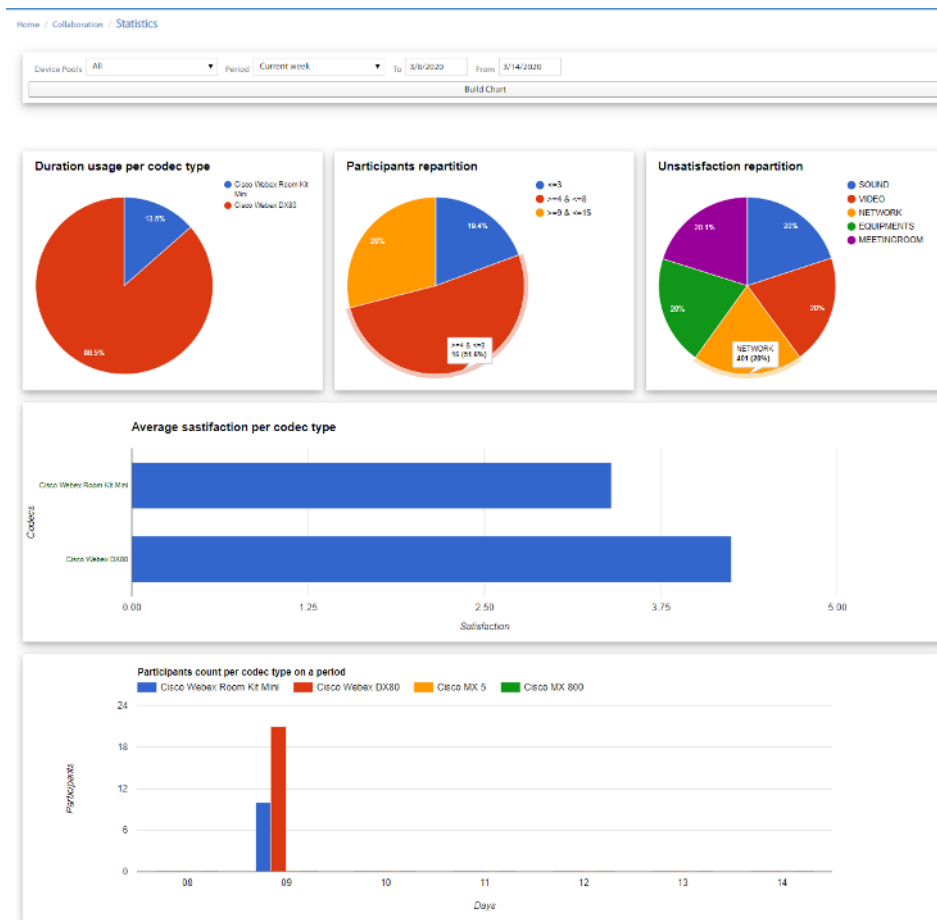 Home / Collaboration / Statistics
Device Pools All Period Current week To 3/8/2020 From 3/14/2020
Build Chart
Duration usage per codec type
Cisco Webex Room Kit
Mini
Cisco Webex DX80
13.5%
86.5%
Participants repartition
<=3
>=4 & <=8
>=9 & <=15
19.4%
29%
>=4 & <=8
16 (51.6%)
Unsatisfaction repartition
SOUND
VIDEO
NETWORK
EQUIPMENTS
MEETINGROOM
20.1%
20%
20%
20%
NETWORK
401 (20%)
Average sastifaction per codec type
Codecs
Cisco Webex Room Kit Mini
Cisco Webex DX80
0.00 1.25 2.50 3.75 5.00
Satisfaction
Participants count per codec type on a period
Cisco Webex Room Kit Mini Cisco Webex DX80 Cisco MX 5 Cisco MX 800
Participants
24
18
12
6
0
08 09 10 11 12 13 14
Days